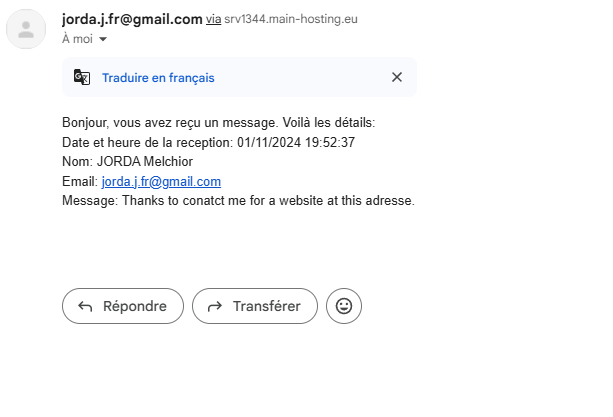 jorda.j.fr@gmail.com via srv1344.main-hosting.eu
À moi
Traduire en français
Bonjour, vous avez reçu un message. Voilà les détails:
Date et heure de la reception: 01/11/2024 19:52:37
Nom: JORDA Melchior
Email: jorda.j.fr@gmail.com
Message: Thanks to conatct me for a website at this adresse.
Répondre
Transférer